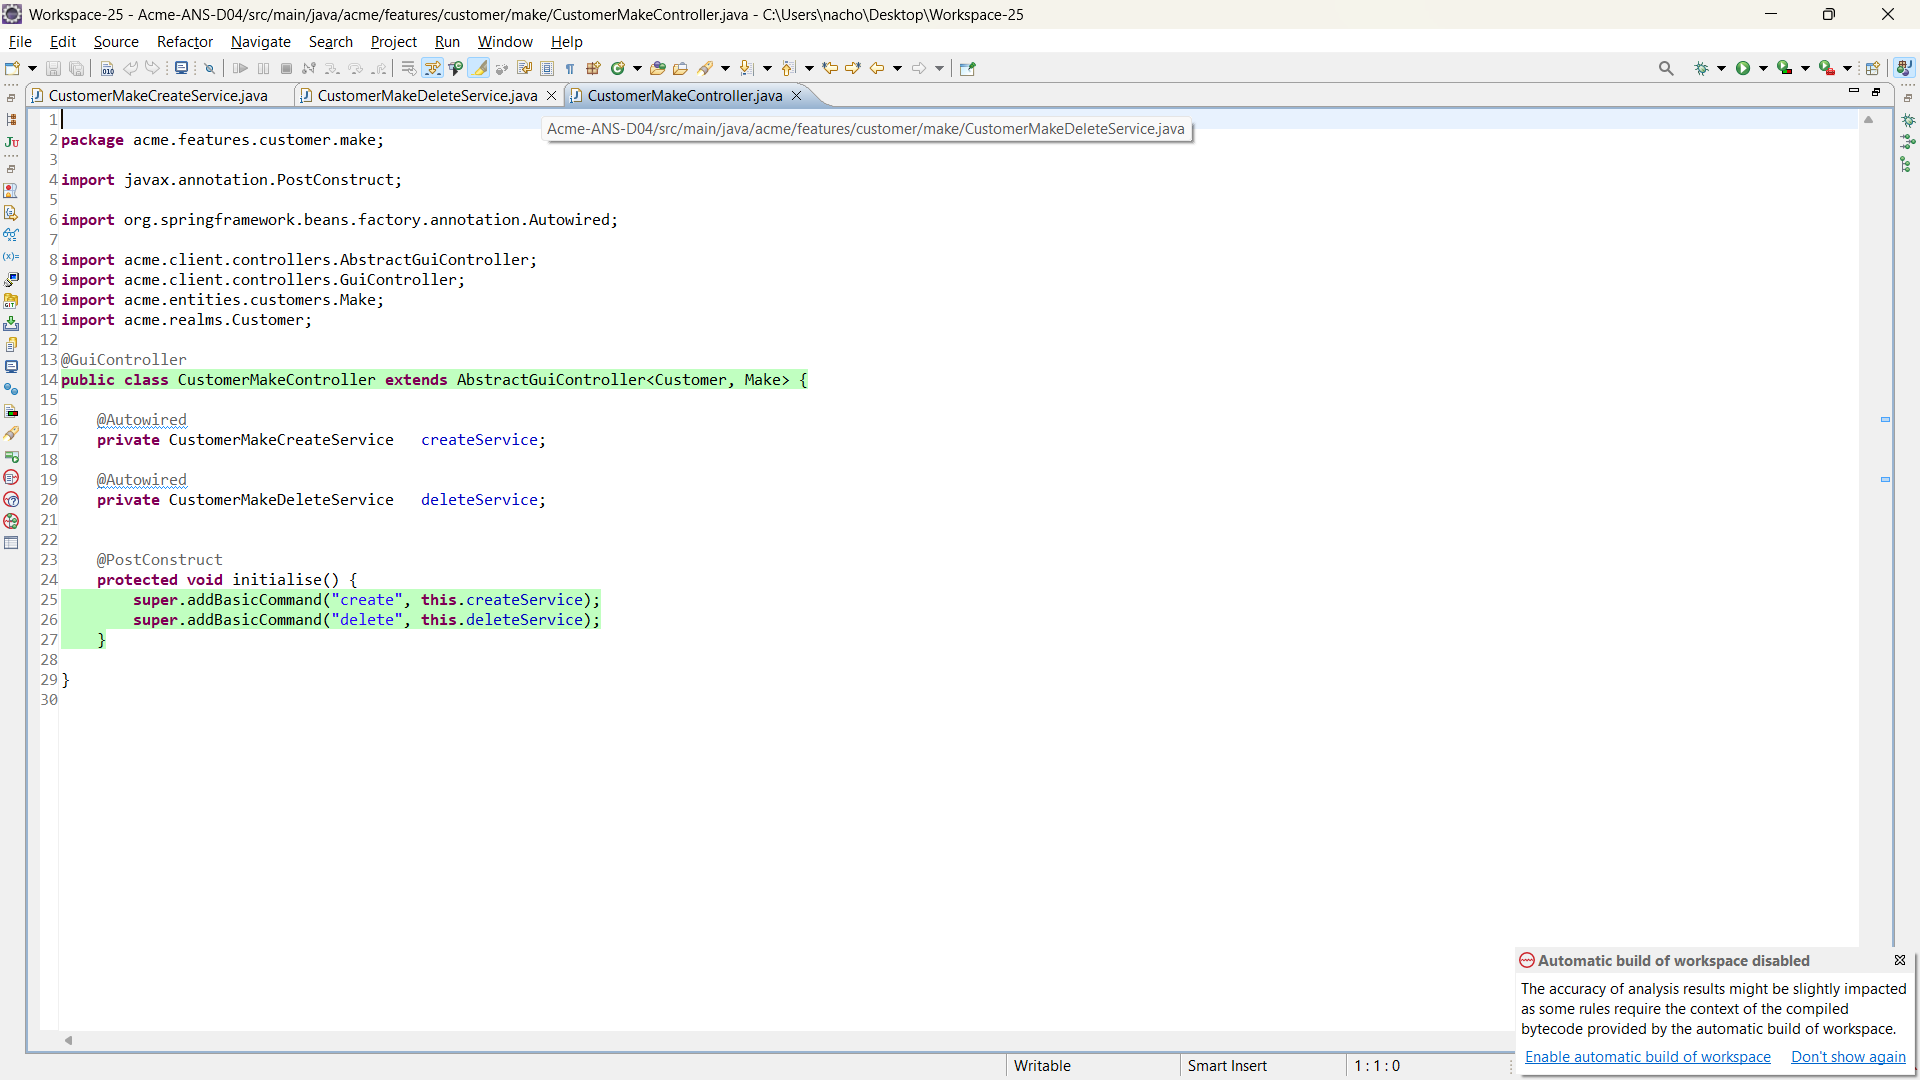 Workspace-25 - Acme-ANS-D04/src/main/java/acme/features/customer/make/CustomerMakeController.java - C:\Users\nacho\Desktop\Workspace-25
File Edit Source Refactor Navigate Search Project Run Window Help
CustomerMakeCreateService.java CustomerMakeDeleteService.java CustomerMakeController.java
Acme-ANS-D04/src/main/java/acme/features/customer/make/CustomerMakeDeleteService.java
1
2 package acme.features.customer.make;
3
4 import javax.annotation.PostConstruct;
5
6 import org.springframework.beans.factory.annotation.Autowired;
7
8 import acme.client.controllers.AbstractGuiController;
9 import acme.client.controllers.GuiController;
10 import acme.entities.customers.Make;
11 import acme.realms.Customer;
12
13 @GuiController
14 public class CustomerMakeController extends AbstractGuiController<Customer, Make> {
15
16 @Autowired
17 private CustomerMakeCreateService createService;
18
19 @Autowired
20 private CustomerMakeDeleteService deleteService;
21
22
23 @PostConstruct
24 protected void initialise() {
25 super.addBasicCommand("create", this.createService);
26 super.addBasicCommand("delete", this.deleteService);
27 }
28
29 }
30
Automatic build of workspace disabled
The accuracy of analysis results might be slightly impacted
as some rules require the context of the compiled
bytecode provided by the automatic build of workspace.
Enable automatic build of workspace Don't show again
Writable Smart Insert 1 : 1 : 0